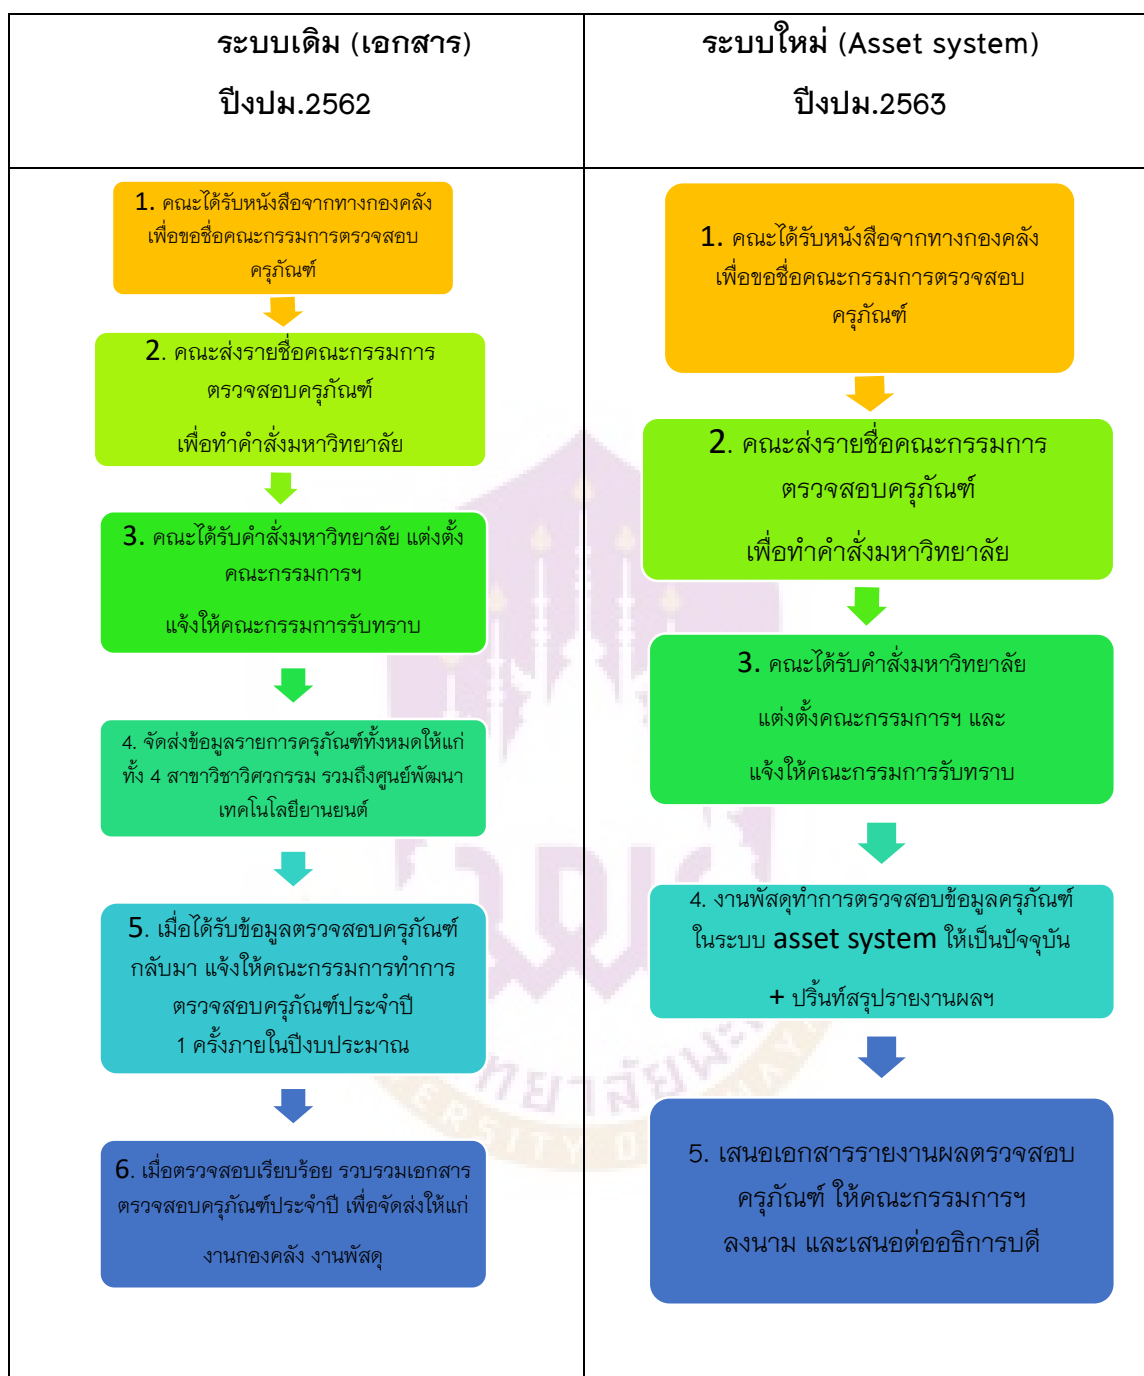 ระบบเดิม (เอกสาร)
ปีงปม.2562
ระบบใหม่ (Asset system)
ปีงปม.2563
1. คณะได้รับหนังสือจากทางกองคลัง
เพื่อขอชื่อคณะกรรมการตรวจสอบ
ครุภัณฑ์
2. คณะส่งรายชื่อคณะกรรมการ
ตรวจสอบครุภัณฑ์
เพื่อทำคำสั่งมหาวิทยาลัย
3. คณะได้รับคำสั่งมหาวิทยาลัย แต่งตั้ง
คณะกรรมการฯ
แจ้งให้คณะกรรมการรับทราบ
4. จัดส่งข้อมูลรายการครุภัณฑ์ทั้งหมดให้แก่
ทั้ง 4 สาขาวิชาวิศวกรรม รวมถึงศูนย์พัฒนา
เทคโนโลยียานยนต์
5. เมื่อได้รับข้อมูลตรวจสอบครุภัณฑ์
กลับมา แจ้งให้คณะกรรมการทำการ
ตรวจสอบครุภัณฑ์ประจำปี
1 ครั้งภายในปีงบประมาณ
6. เมื่อตรวจสอบเรียบร้อย รวบรวมเอกสาร
ตรวจสอบครุภัณฑ์ประจำปี เพื่อจัดส่งให้แก่
งานกองคลัง งานพัสดุ
1. คณะได้รับหนังสือจากทางกองคลัง
เพื่อขอชื่อคณะกรรมการตรวจสอบ
ครุภัณฑ์
2. คณะส่งรายชื่อคณะกรรมการ
ตรวจสอบครุภัณฑ์
เพื่อทำคำสั่งมหาวิทยาลัย
3. คณะได้รับคำสั่งมหาวิทยาลัย
แต่งตั้งคณะกรรมการฯ และ
แจ้งให้คณะกรรมการรับทราบ
4. งานพัสดุทำการตรวจสอบข้อมูลครุภัณฑ์
ในระบบ asset system ให้เป็นปัจจุบัน
+ ปริ้นท์สรุปรายงานผลฯ
5. เสนอเอกสารรายงานผลตรวจสอบ
ครุภัณฑ์ ให้คณะกรรมการฯ
ลงนาม และเสนอต่ออธิการบดี